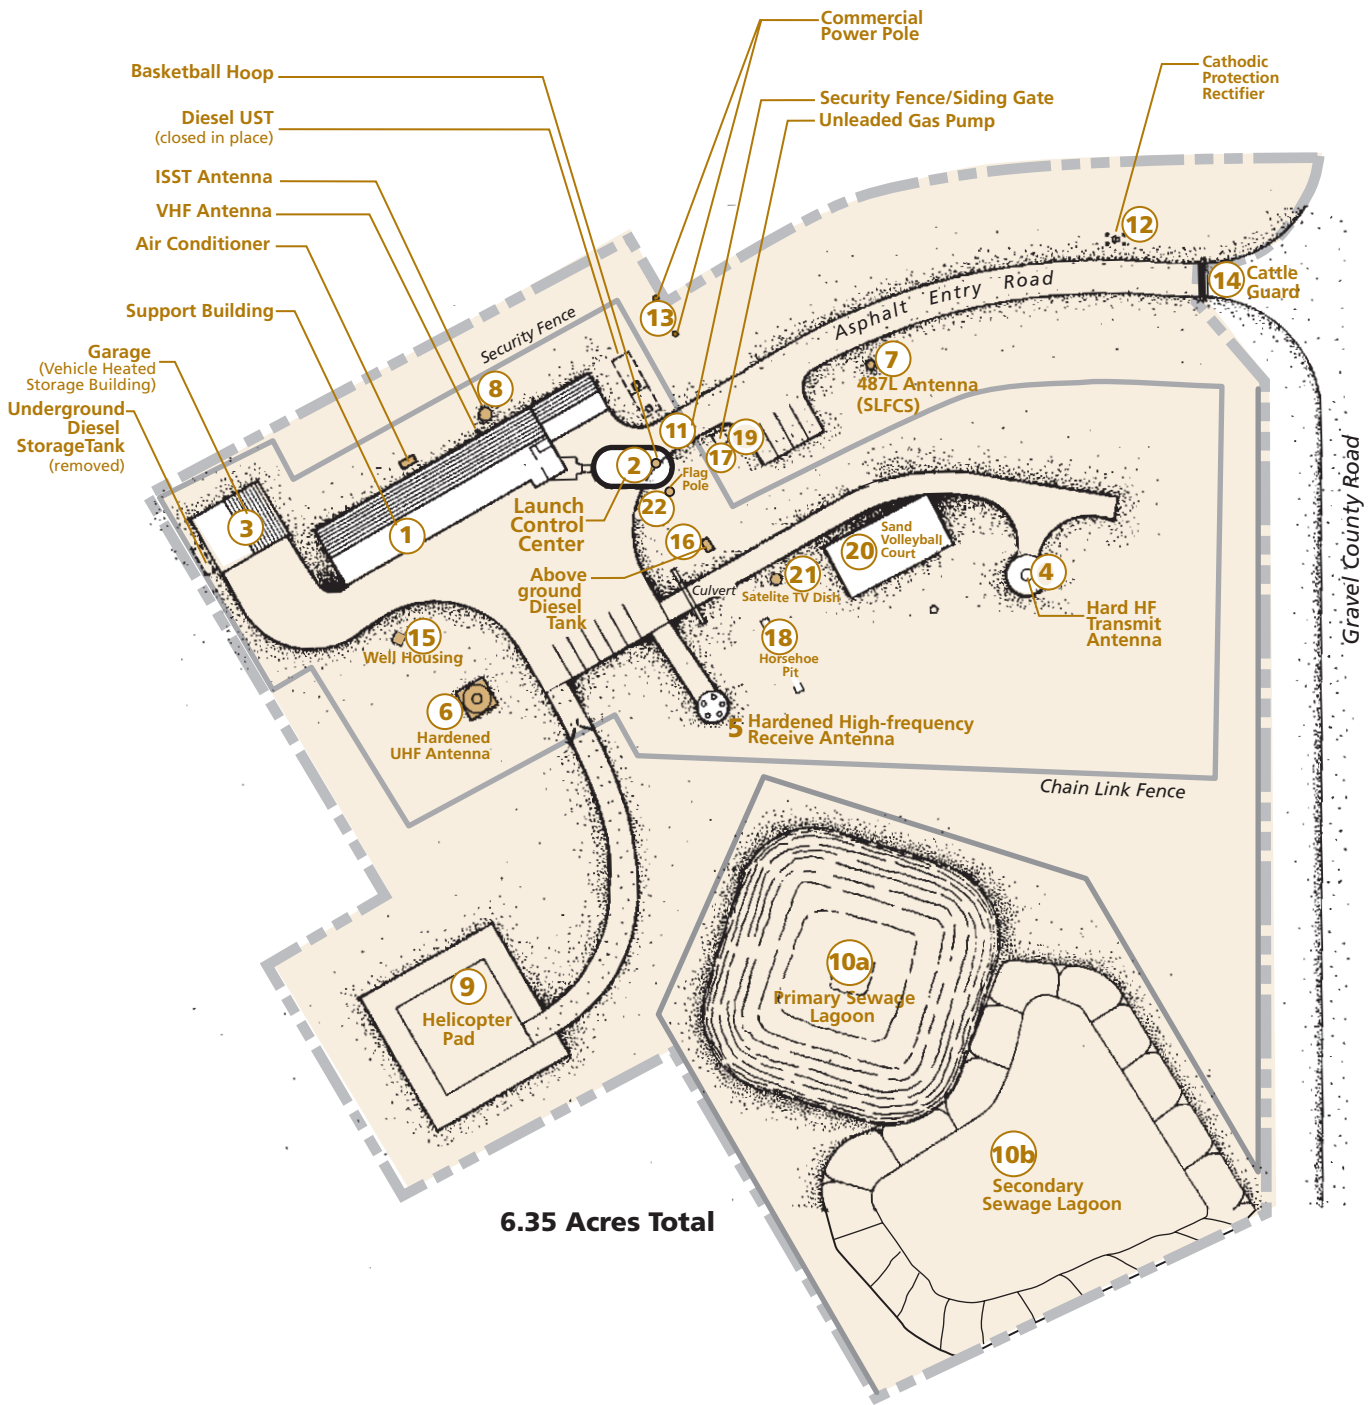 Commercial
Power Pole
Basketball Hoop
Cathodic
Protection
Rectifier
Security Fence/Siding Gate
Diesel UST
(closed in place)
Unleaded Gas Pump
ISST Antenna
VHF Antenna
Air Conditioner
12
14
Cattle
Guard
Asphalt Entry Road
Support Building
Security Fence
13
Garage
(Vehicle Heated
Storage Building)
7
487L Antenna
(SLFCS)
8
Underground
Diesel
StorageTank
(removed)
11
19
17
2
Flag
Pole
22
Launch
Control
Center
3
1
16
20
Sand
Volleyball
Court
Above
ground
Diesel
Tank
Culvert
21
Satelite TV Dish
4
Hard HF
Transmit
Antenna
Gravel County Road
15
Well Housing
18
Horsehoe
Pit
6
Hardened
UHF Antenna
5
Hardened High-frequency
Receive Antenna
Chain Link Fence
9
Helicopter
Pad
10a
Primary Sewage
Lagoon
10b
Secondary
Sewage Lagoon
6.35 Acres Total